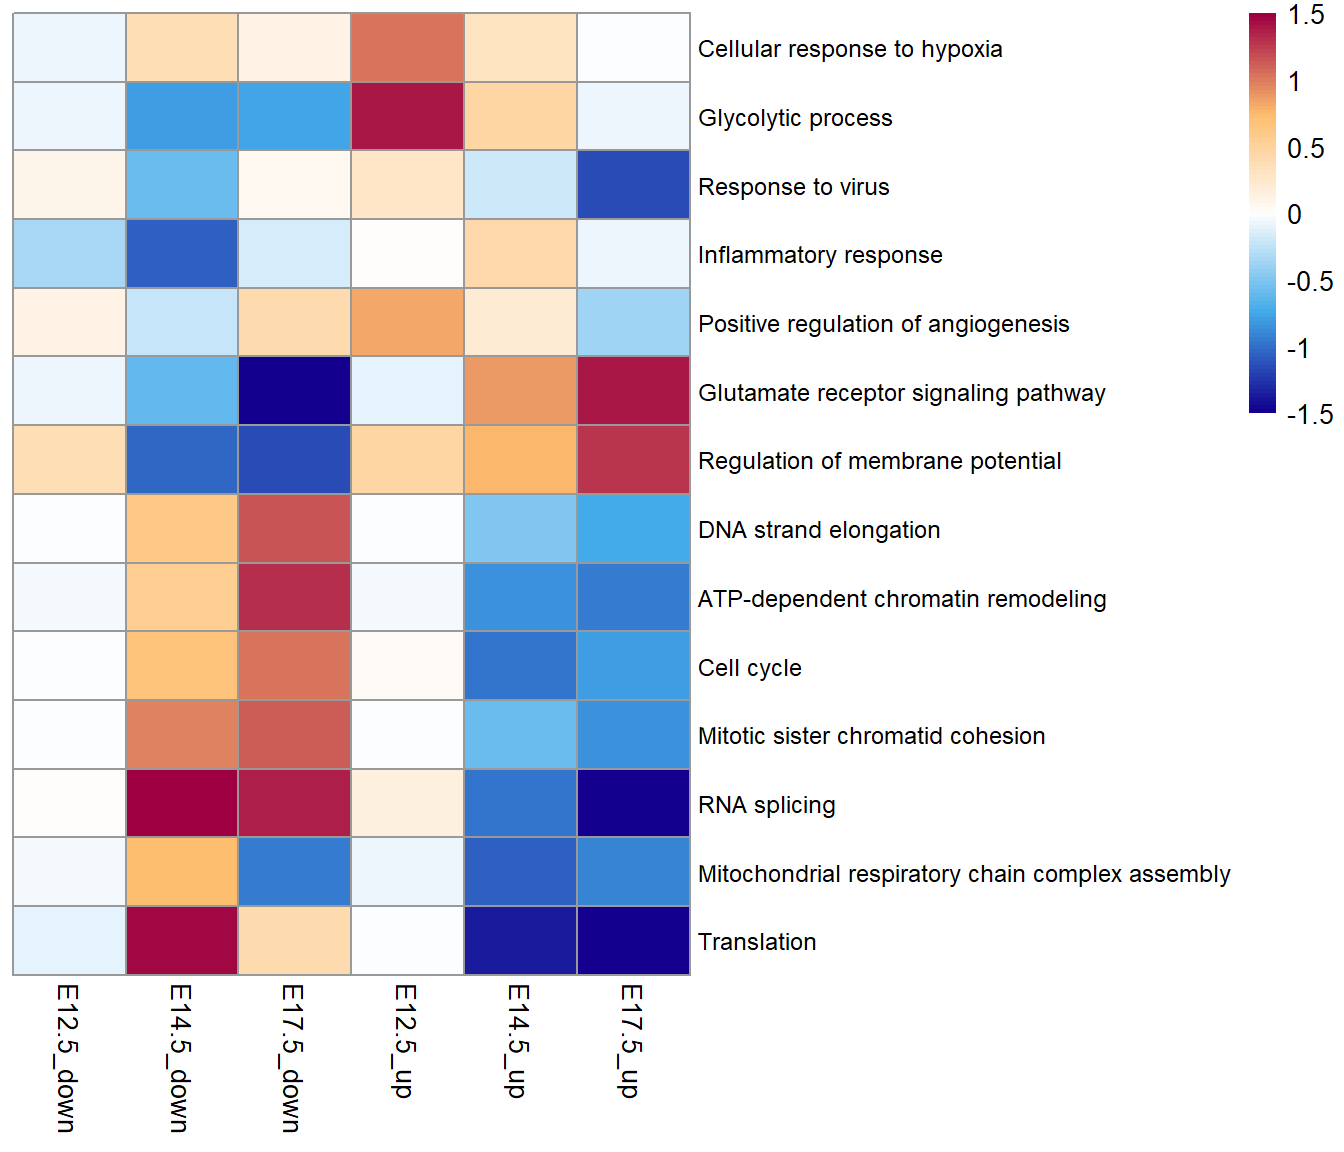 Cellular response to hypoxia
Glycolytic process
Response to virus
Inflammatory response
Positive regulation of angiogenesis
Glutamate receptor signaling pathway
Regulation of membrane potential
DNA strand elongation
ATP-dependent chromatin remodeling
Cell cycle
Mitotic sister chromatid cohesion
RNA splicing
Mitochondrial respiratory chain complex assembly
Translation
E12.5_down
E14.5_down
E17.5_down
E12.5_up
E14.5_up
E17.5_up
1.5
1
0.5
0
-0.5
-1
-1.5